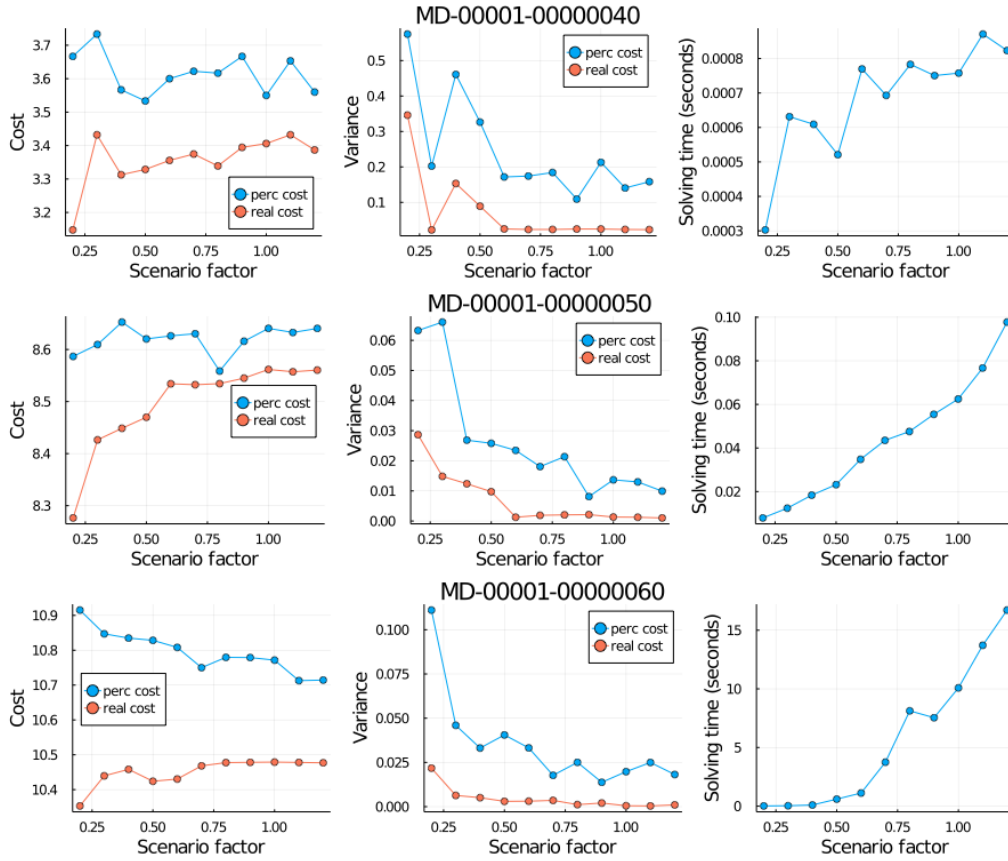 MD-00001-00000040
3.7
3.6
3.5
3.4
3.3
3.2
Cost
perc cost
real cost
0.25 0.50 0.75 1.00
Scenario factor
0.5
0.4
0.3
0.2
0.1
Variance
perc cost
real cost
0.25 0.50 0.75 1.00
Scenario factor
0.0008
0.0007
0.0006
0.0005
0.0004
0.0003
Solving time (seconds)
0.25 0.50 0.75 1.00
Scenario factor
MD-00001-00000050
8.6
8.5
8.4
8.3
Cost
perc cost
real cost
0.25 0.50 0.75 1.00
Scenario factor
0.06
0.05
0.04
0.03
0.02
0.01
0.00
Variance
perc cost
real cost
0.25 0.50 0.75 1.00
Scenario factor
0.10
0.08
0.06
0.04
0.02
Solving time (seconds)
0.25 0.50 0.75 1.00
Scenario factor
MD-00001-00000060
10.9
10.8
10.7
10.6
10.5
10.4
Cost
perc cost
real cost
0.25 0.50 0.75 1.00
Scenario factor
0.100
0.075
0.050
0.025
0.000
Variance
perc cost
real cost
0.25 0.50 0.75 1.00
Scenario factor
15
10
5
0
Solving time (seconds)
0.25 0.50 0.75 1.00
Scenario factor